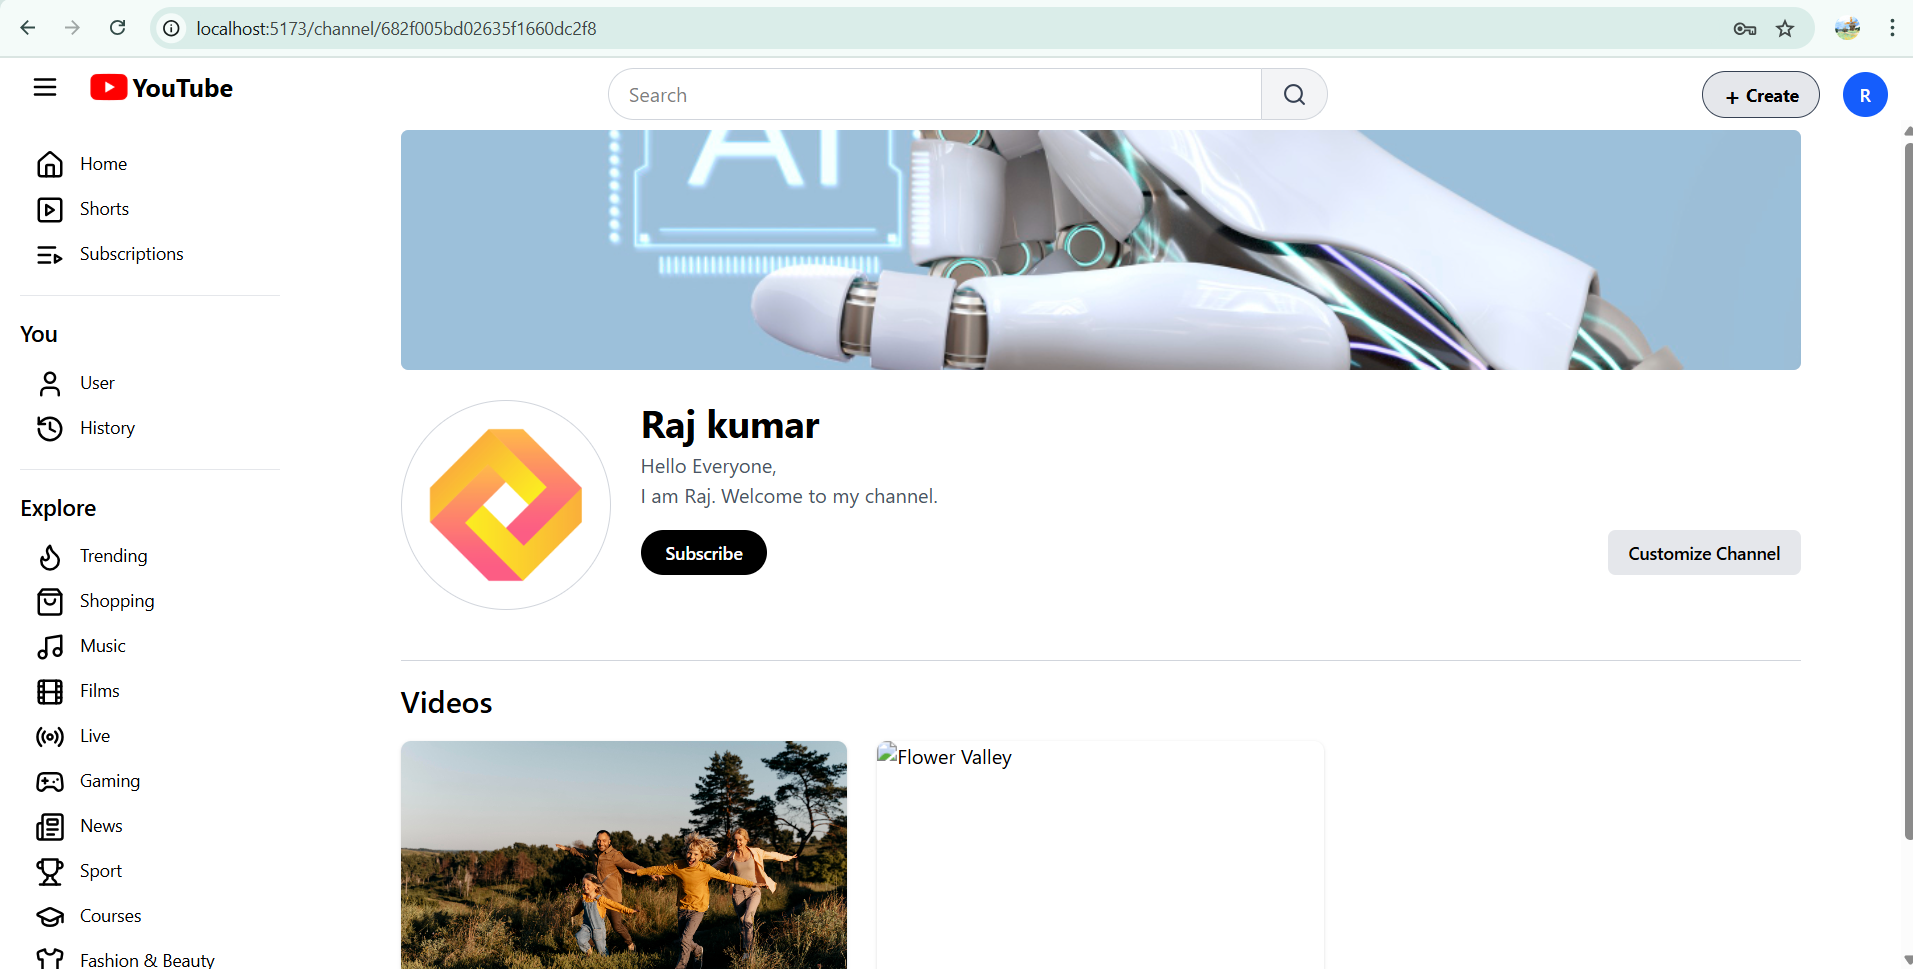 localhost:5173/channel/682f005bd02635f1660dc2f8
YouTube
Search
+ Create
R
Home
Shorts
Subscriptions
You
User
History
Explore
Trending
Shopping
Music
Films
Live
Gaming
News
Sport
Courses
Fashion & Beauty
AI
Raj kumar
Hello Everyone,
I am Raj. Welcome to my channel.
Subscribe
Customize Channel
Videos
Flower Valley